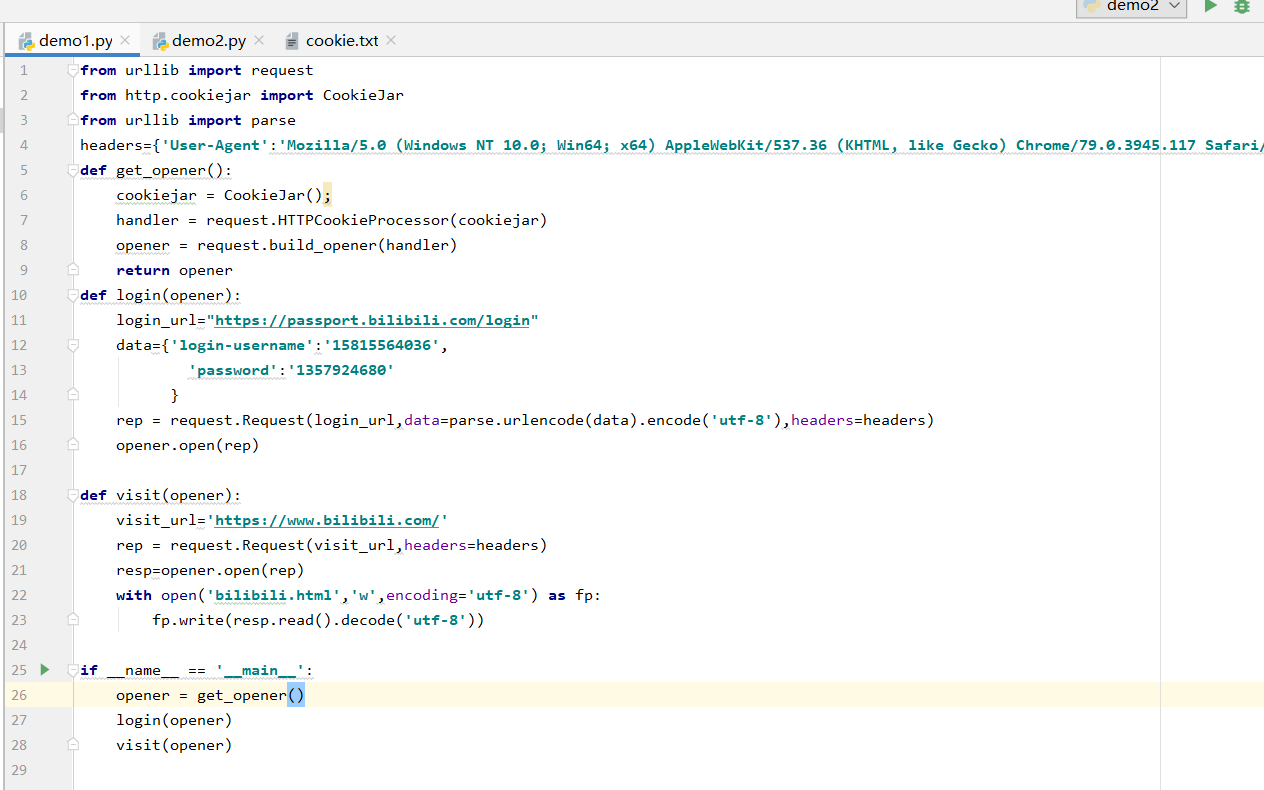 demo2
demo1.py demo2.py cookie.txt
1 from urllib import request
2 from http.cookiejar import CookieJar
3 from urllib import parse
4 headers={'User-Agent':'Mozilla/5.0 (Windows NT 10.0; Win64; x64) AppleWebKit/537.36 (KHTML, like Gecko) Chrome/79.0.3945.117 Safari/
5 def get_opener():
6     cookiejar = CookieJar();
7     handler = request.HTTPCookieProcessor(cookiejar)
8     opener = request.build_opener(handler)
9     return opener
10 def login(opener):
11     login_url="https://passport.bilibili.com/login"
12     data={'login-username':'15815564036',
13             'password':'1357924680'
14           }
15     rep = request.Request(login_url,data=parse.urlencode(data).encode('utf-8'),headers=headers)
16     opener.open(rep)
17
18 def visit(opener):
19     visit_url='https://www.bilibili.com/'
20     rep = request.Request(visit_url,headers=headers)
21     resp=opener.open(rep)
22     with open('bilibili.html','w',encoding='utf-8') as fp:
23         fp.write(resp.read().decode('utf-8'))
24
25 if __name__ == '__main__':
26     opener = get_opener()
27     login(opener)
28     visit(opener)
29